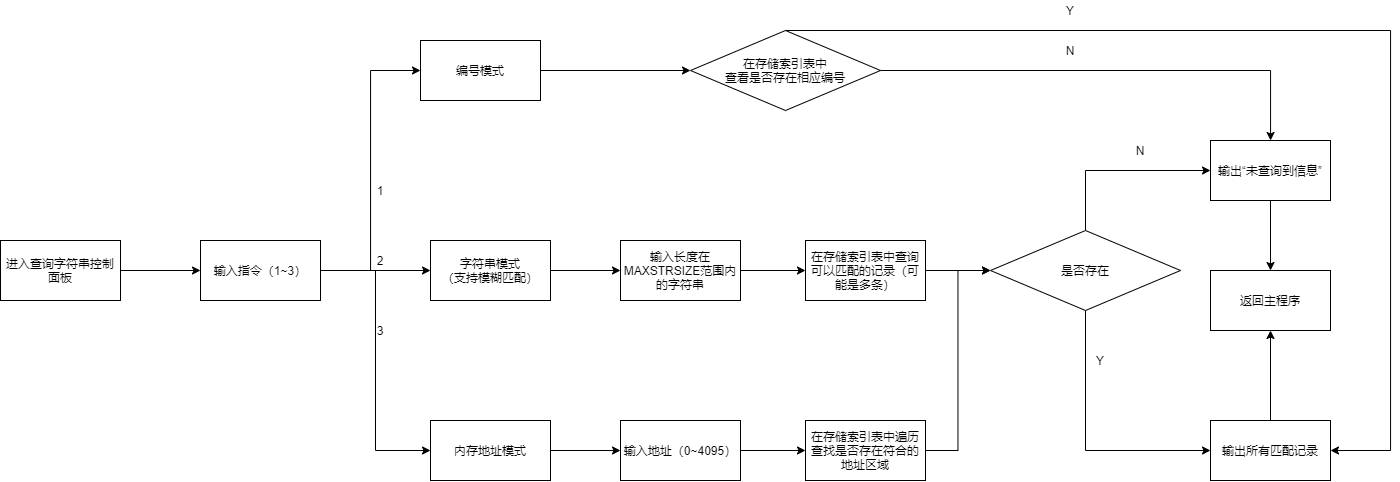 Y
编号模式
在存储索引表中
查看是否存在相应编号
N
N
输出“未查询到信息”
1
进入查询字符串控制
面板
输入指令（1~3）
2
字符串模式
（支持模糊匹配）
输入长度在
MAXSTRSIZE范围内
的字符串
在存储索引表中查询
可以匹配的记录（可
能是多条）
是否存在
返回主程序
3
Y
内存地址模式
输入地址（0~4095）
在存储索引表中遍历
查找是否存在符合的
地址区域
输出所有匹配记录